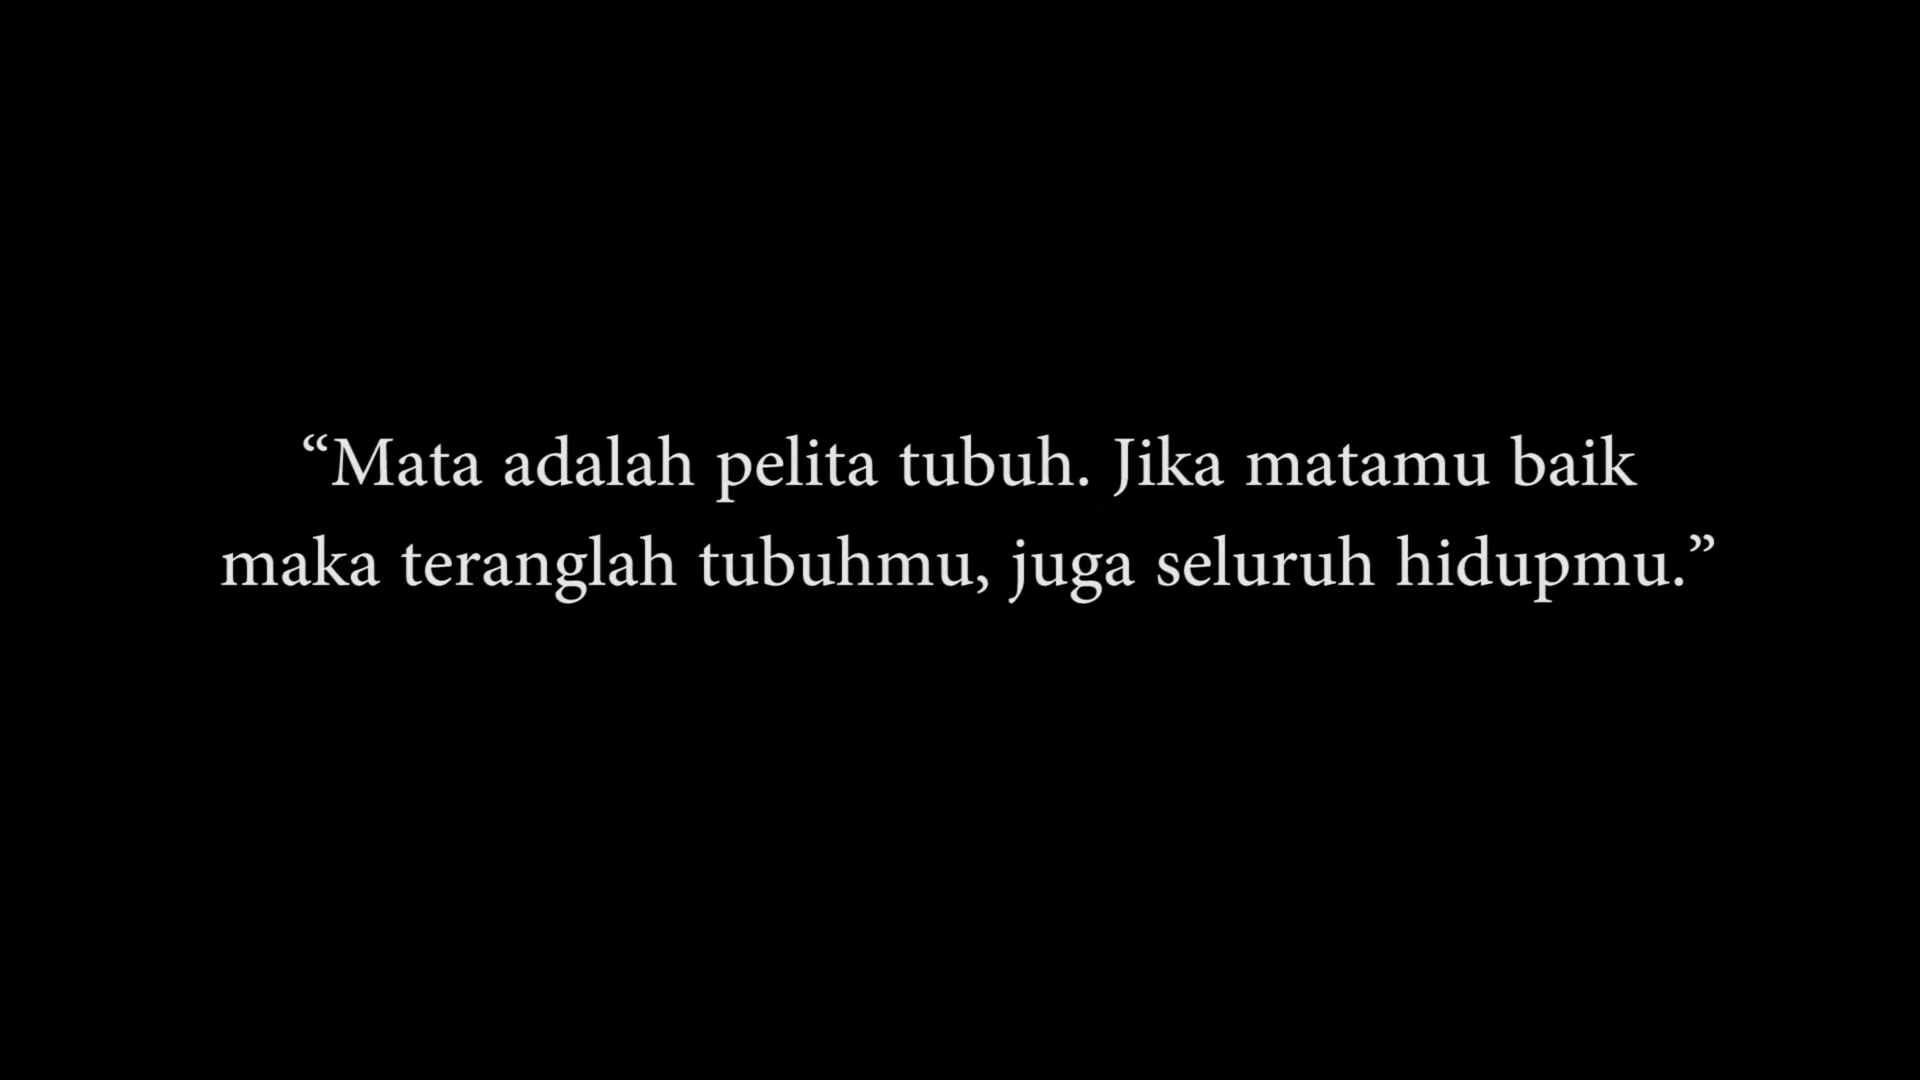 “Mata adalah pelita tubuh. Jika matamu baik
maka teranglah tubuhmu, juga seluruh hidupmu.”